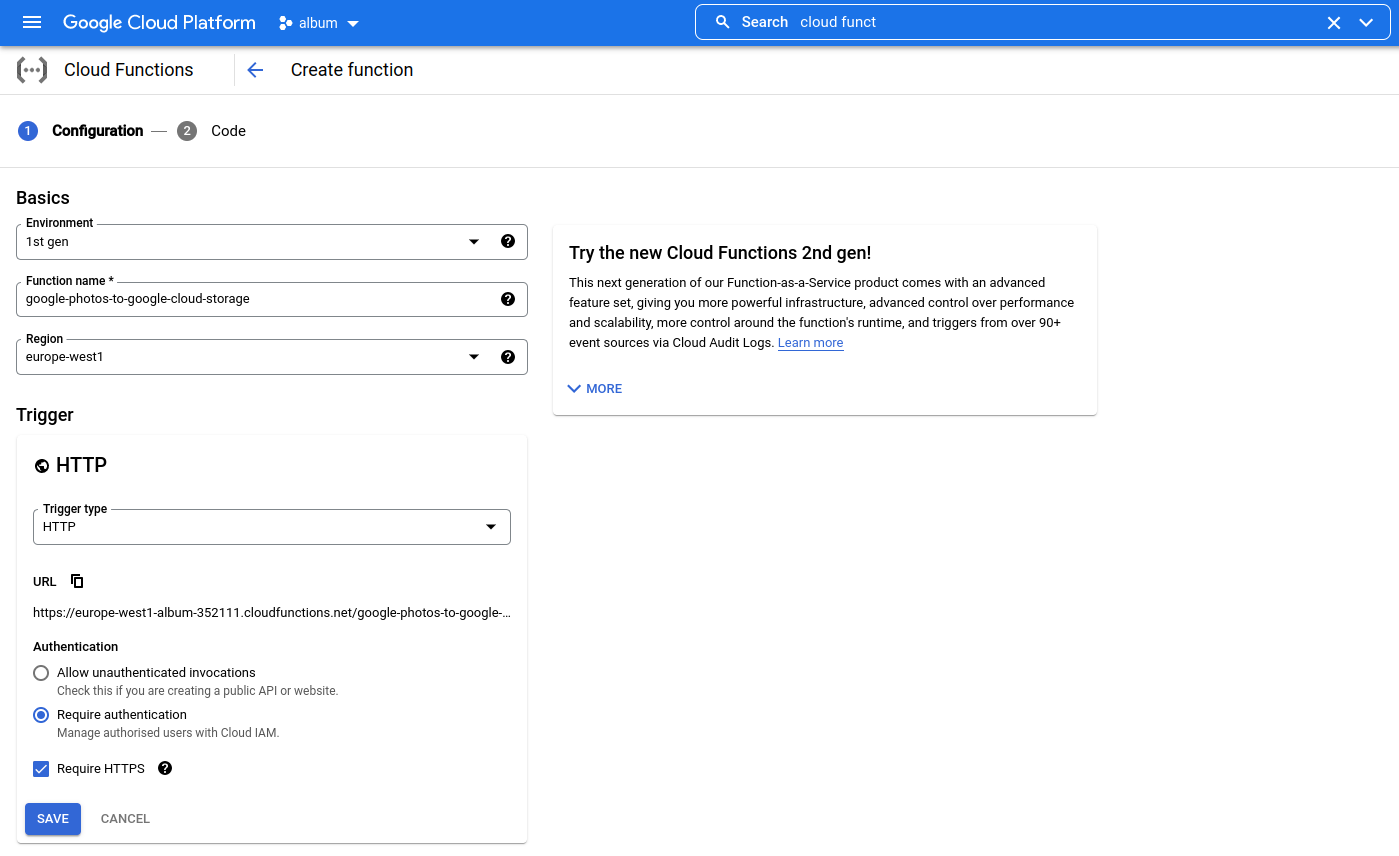 Google Cloud Platform album Search cloud funct
Cloud Functions Create function
1 Configuration 2 Code
Basics
Environment
1st gen
Function name *
google-photos-to-google-cloud-storage
Region
europe-west1
Try the new Cloud Functions 2nd gen!
This next generation of our Function-as-a-Service product comes with an advanced
feature set, giving you more powerful infrastructure, advanced control over performance
and scalability, more control around the function's runtime, and triggers from over 90+
event sources via Cloud Audit Logs. Learn more
MORE
Trigger
HTTP
Trigger type
HTTP
URL
https://europe-west1-album-352111.cloudfunctions.net/google-photos-to-google-...
Authentication
Allow unauthenticated invocations
Check this if you are creating a public API or website.
Require authentication
Manage authorised users with Cloud IAM.
Require HTTPS
SAVE CANCEL